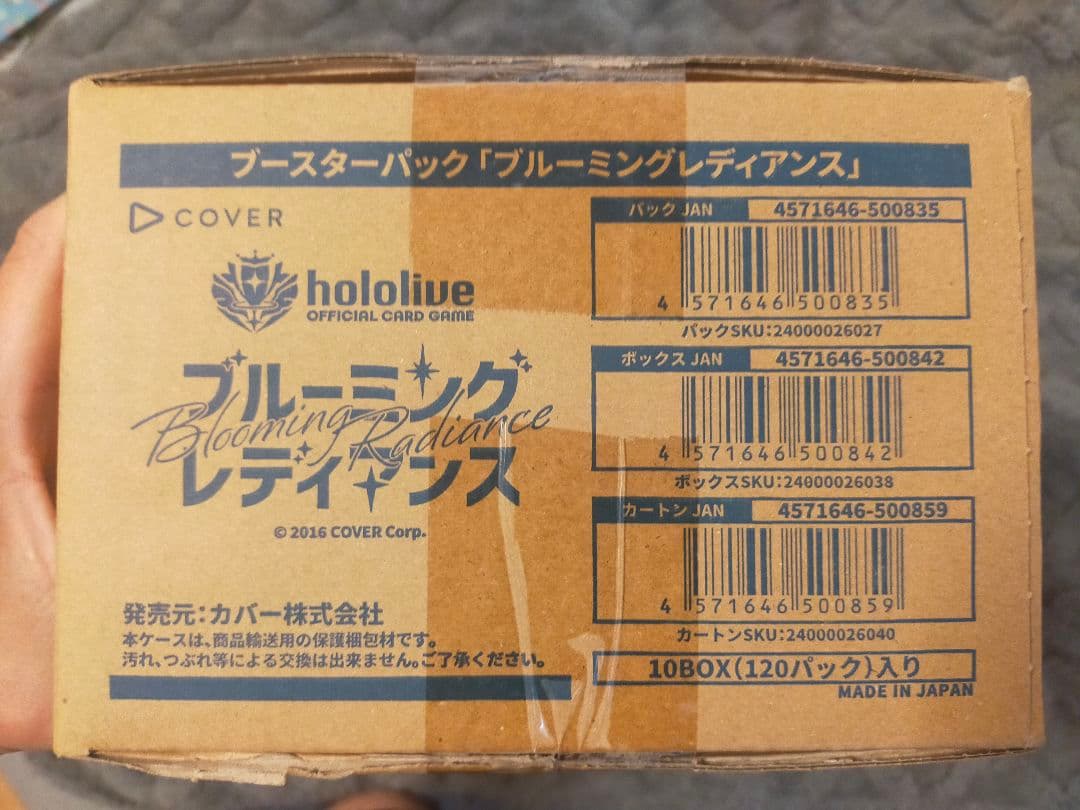 ブースターパック「ブルーミングレディアンス」
COVER
hololive
OFFICIAL CARD GAME
ブルーミング
Blooming Radiance
レディアンス
© 2016 COVER Corp.
発売元：カバー株式会社
本ケースは、商品輸送用の保護梱包材です。
汚れ、つぶれ等による交換は出来ません。ご了承ください。
パック JAN 4571646-500835
4 571646 500835
パックSKU:24000026027
ボックス JAN 4571646-500842
4 571646 500842
ボックスSKU:24000026038
カートン JAN 4571646-500859
4 571646 500859
カートンSKU:24000026040
10BOX(120パック)入り
MADE IN JAPAN